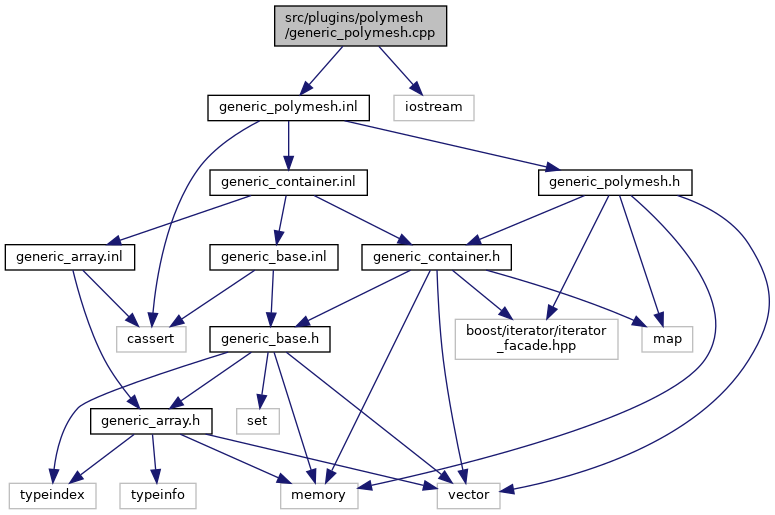 src/plugins/polymesh
/generic_polymesh.cpp
generic_polymesh.inl
iostream
generic_container.inl
generic_polymesh.h
generic_array.inl
generic_base.inl
generic_container.h
cassert
generic_base.h
boost/iterator/iterator
_facade.hpp
map
generic_array.h
set
typeindex
typeinfo
memory
vector